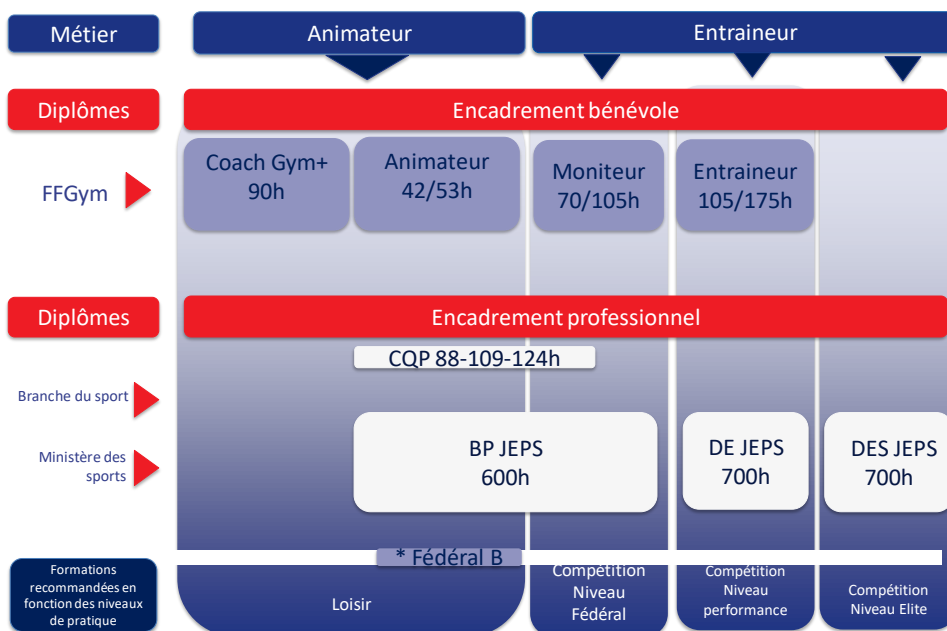 Métier
Animateur
Entraineur
Diplômes
Encadrement bénévole
FFGym
Coach Gym+
90h
Animateur
42/53h
Moniteur
70/105h
Entraineur
105/175h
Diplômes
Encadrement professionnel
CQP 88-109-124h
Branche du sport
Ministère des
sports
BP JEPS
600h
DE JEPS
700h
DES JEPS
700h
* Fédéral B
Formations
recommandées en
fonction des niveaux
de pratique
Loisir
Compétition
Niveau
Fédéral
Compétition
Niveau
performance
Compétition
Niveau Elite